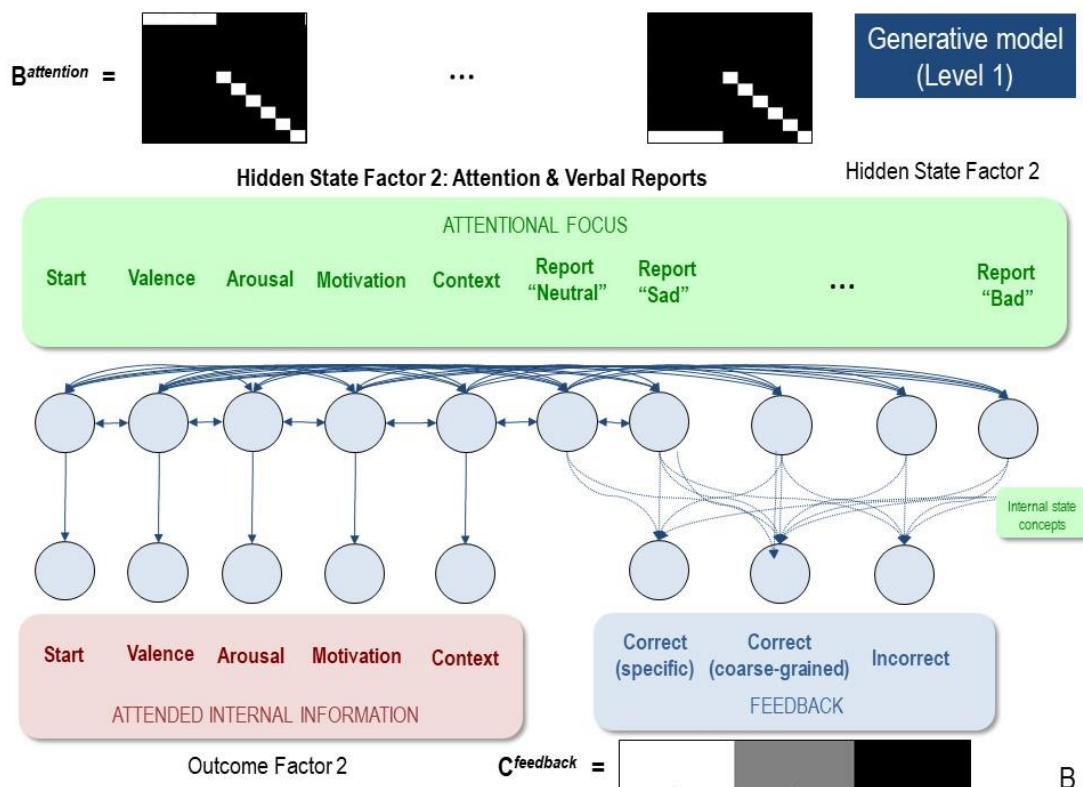 B^attention =
...
Generative model
(Level 1)
Hidden State Factor 2: Attention & Verbal Reports
Hidden State Factor 2
ATTENTIONAL FOCUS
Start Valence Arousal Motivation Context Report "Neutral" Report "Sad" ... Report "Bad"
Internal state
concepts
Start Valence Arousal Motivation Context
ATTENDED INTERNAL INFORMATION
Correct (specific) Correct (coarse-grained) Incorrect
FEEDBACK
Outcome Factor 2
C^feedback =
B